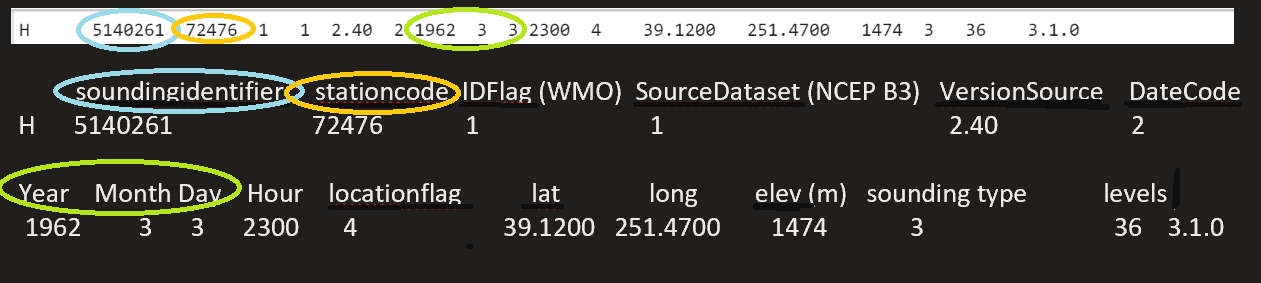 H 5140261 72476 1 1 2.40 2 1962 3 3 2300 4 39.1200 251.4700 1474 3 36 3.1.0
soundingidentifier stationcode IDFlag (WMO) SourceDataset (NCEP B3) VersionSource DateCode
H 5140261 72476 1 1 2.40 2
Year Month Day Hour locationflag lat long elev (m) sounding type levels
1962 3 3 2300 4 39.1200 251.4700 1474 3 36 3.1.0